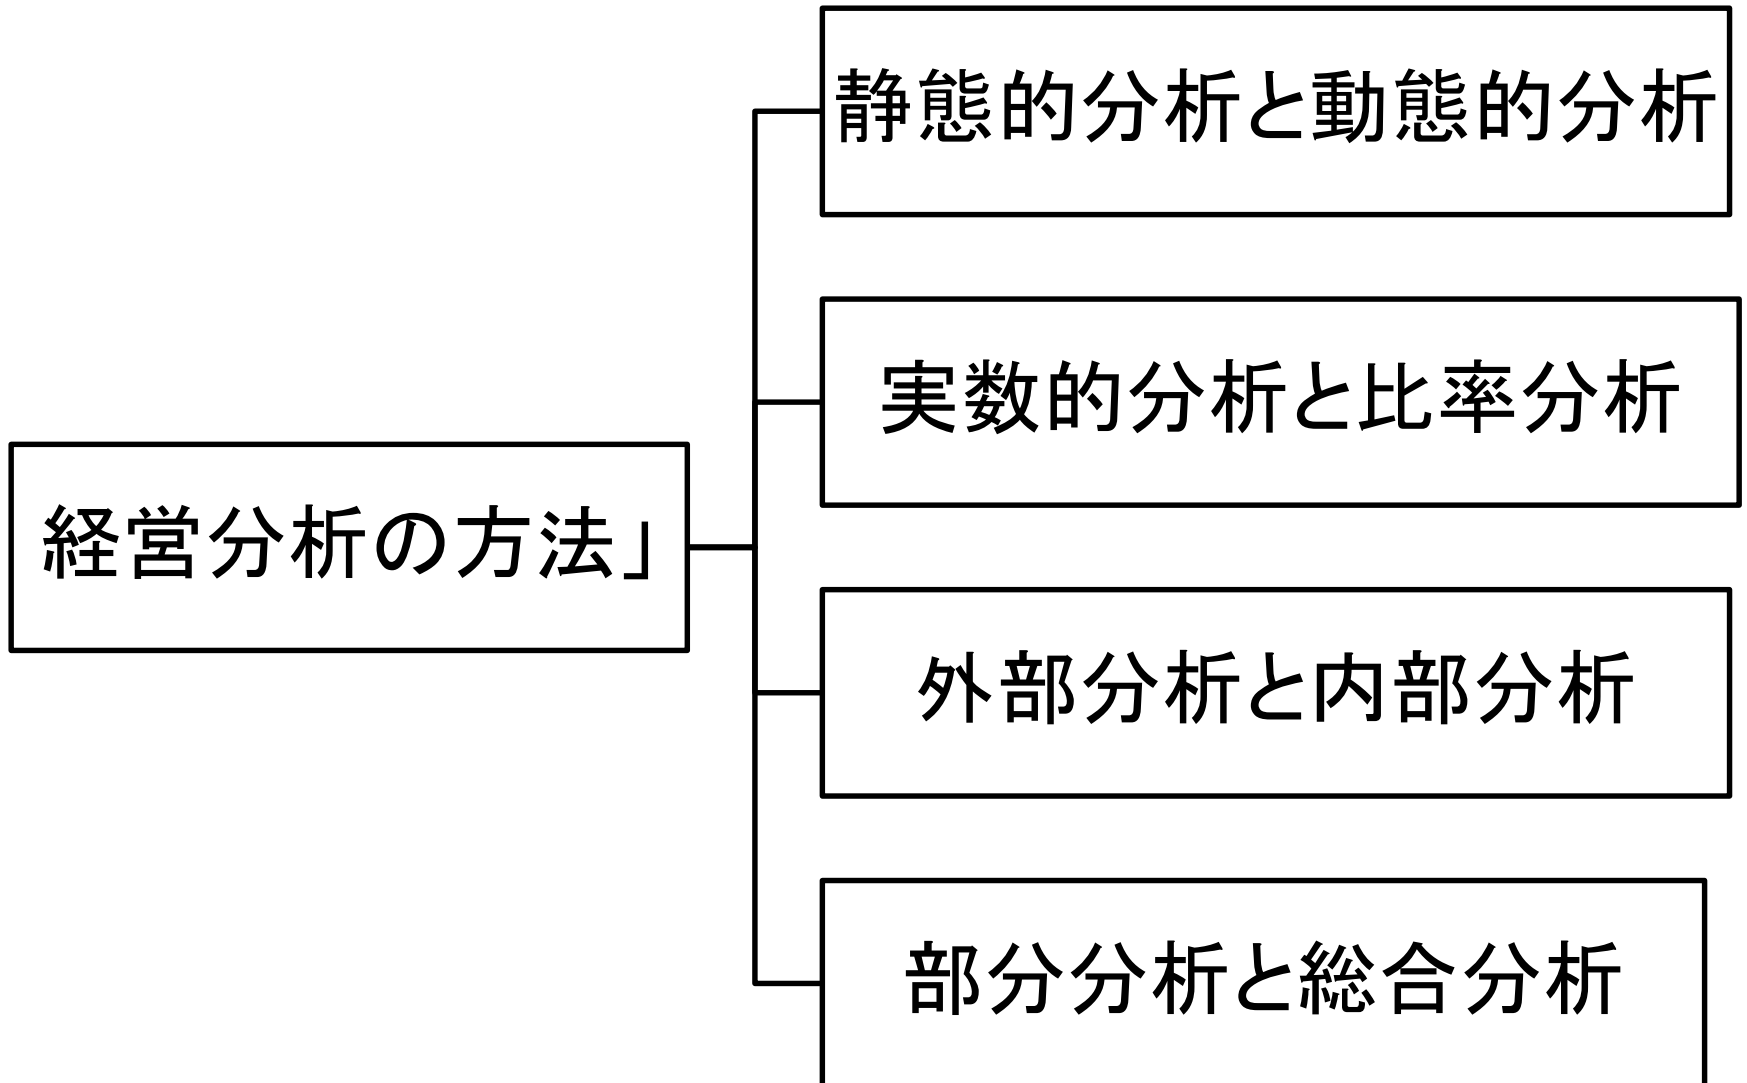 静態的分析と動態的分析
実数的分析と比率分析
経営分析の方法」
外部分析と内部分析
部分分析と総合分析